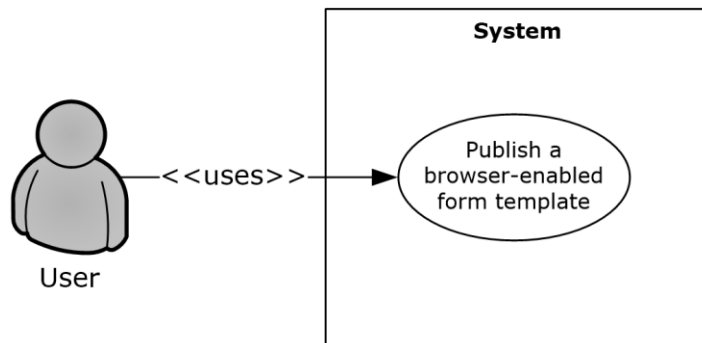 System
Publish a
browser-enabled
form template
<<uses>>
User